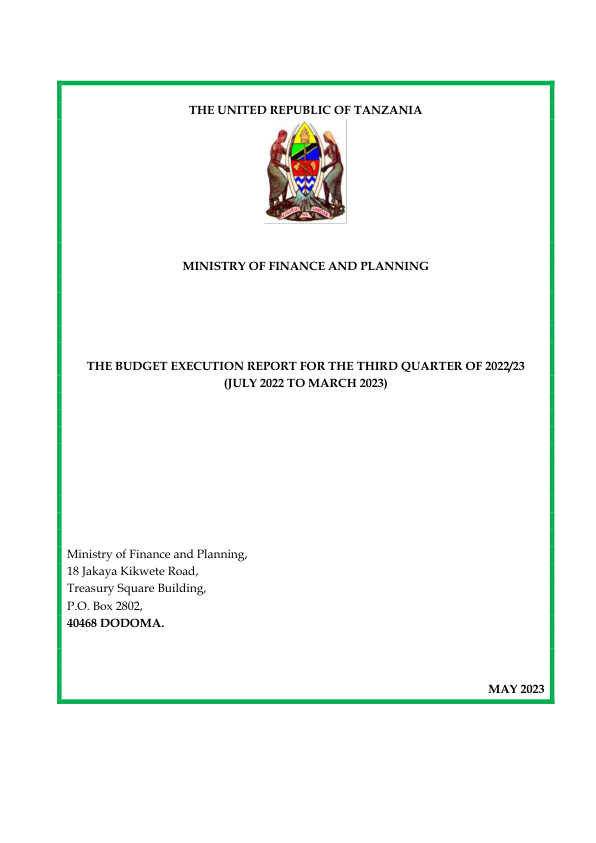 THE UNITED REPUBLIC OF TANZANIA
MINISTRY OF FINANCE AND PLANNING
THE BUDGET EXECUTION REPORT FOR THE THIRD QUARTER OF 2022/23
(JULY 2022 TO MARCH 2023)
Ministry of Finance and Planning,
18 Jakaya Kikwete Road,
Treasury Square Building,
P.O. Box 2802,
40468 DODOMA.
MAY 2023